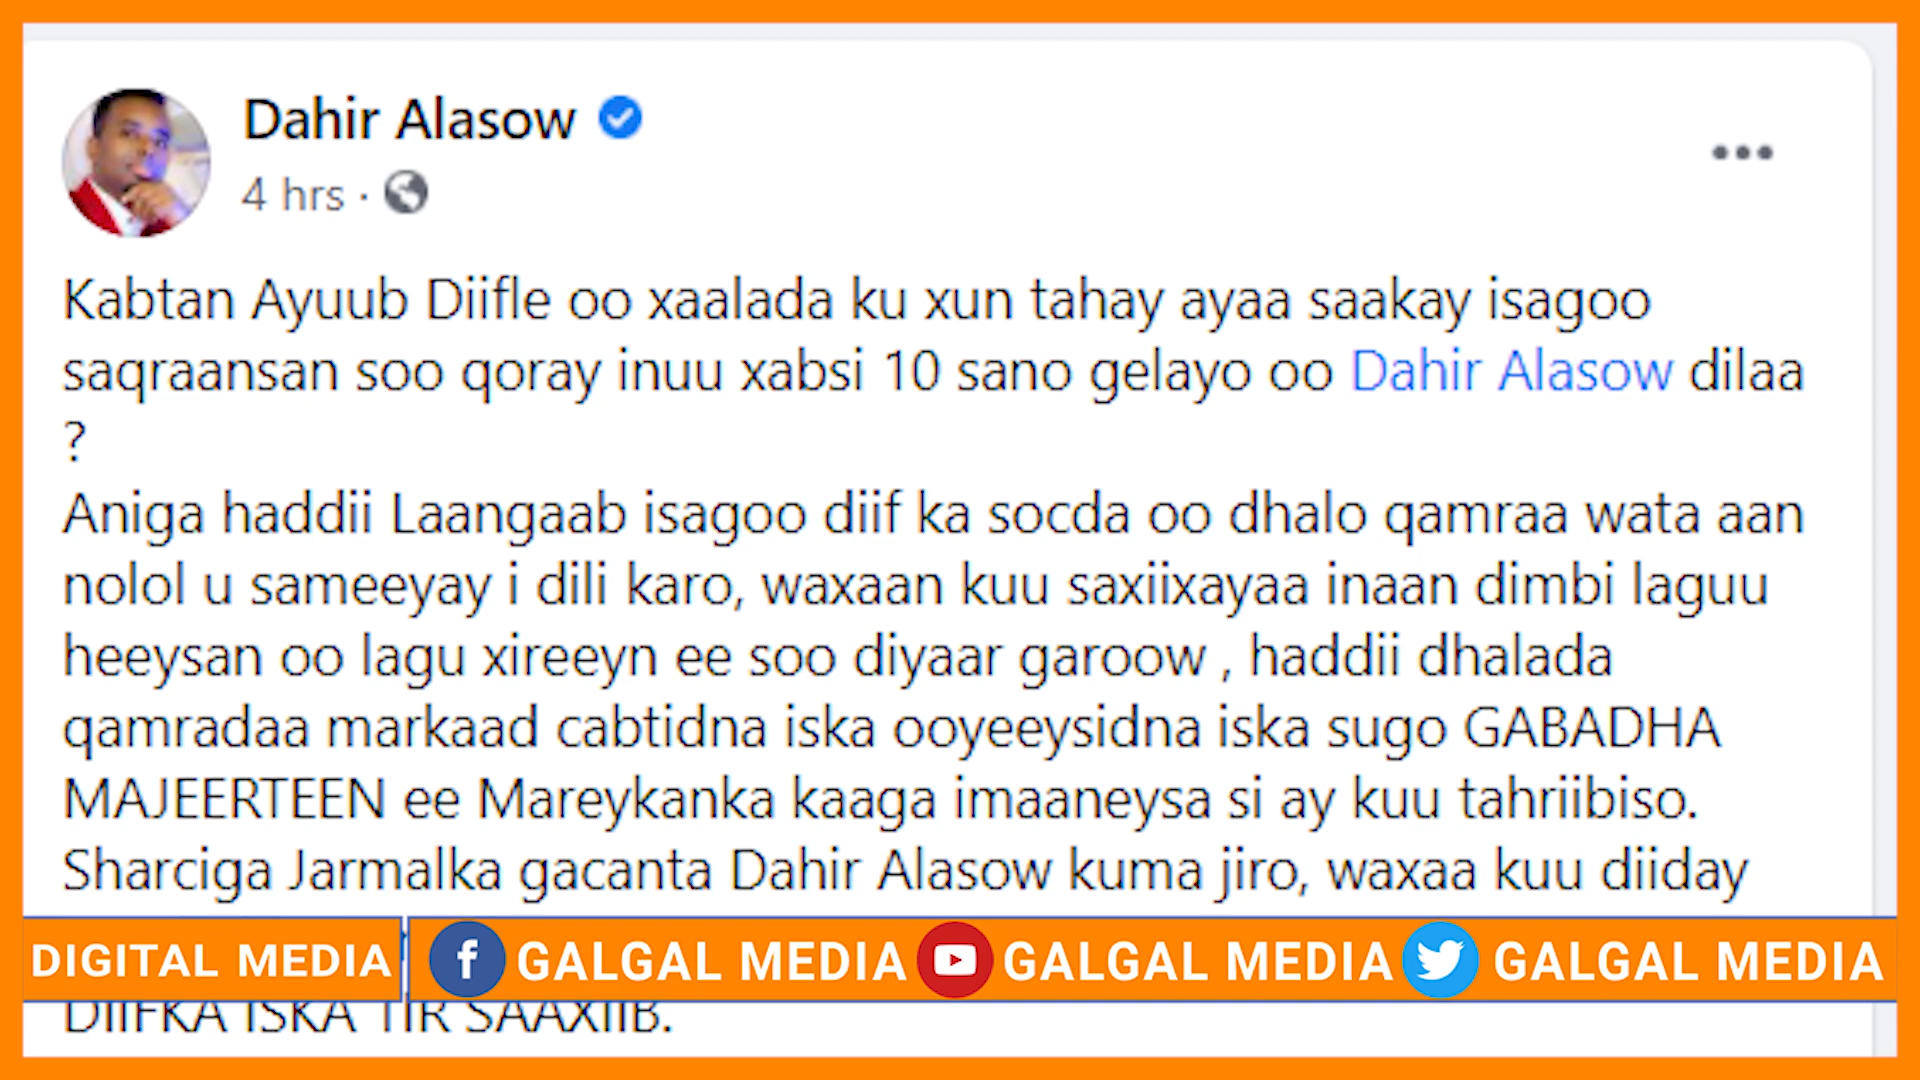 Dahir Alasow
4 hrs ·
Kabtan Ayuub Diifle oo xaalada ku xun tahay ayaa saakay isagoo
saqraansan soo qoray inuu xabsi 10 sano gelayo oo Dahir Alasow dilaa
?
Aniga haddii Laangaab isagoo diif ka socda oo dhalo qamraa wata aan
nolol u sameeyay i dili karo, waxaan kuu saxiixayaa inaan dimbi laguu
heeysan oo lagu xireeyn ee soo diyaar garoow , haddii dhalada
qamradaa markaad cabtidna iska ooyeeysidna iska sugo GABADHA
MAJEERTEEN ee Mareykanka kaaga imaaneysa si ay kuu tahriibiso.
Sharciga Jarmalka gacanta Dahir Alasow kuma jiro, waxaa kuu diiday
DIGITAL MEDIA GALGAL MEDIA GALGAL MEDIA GALGAL MEDIA
DIIFKA ISKA TIR SAAXIIB.